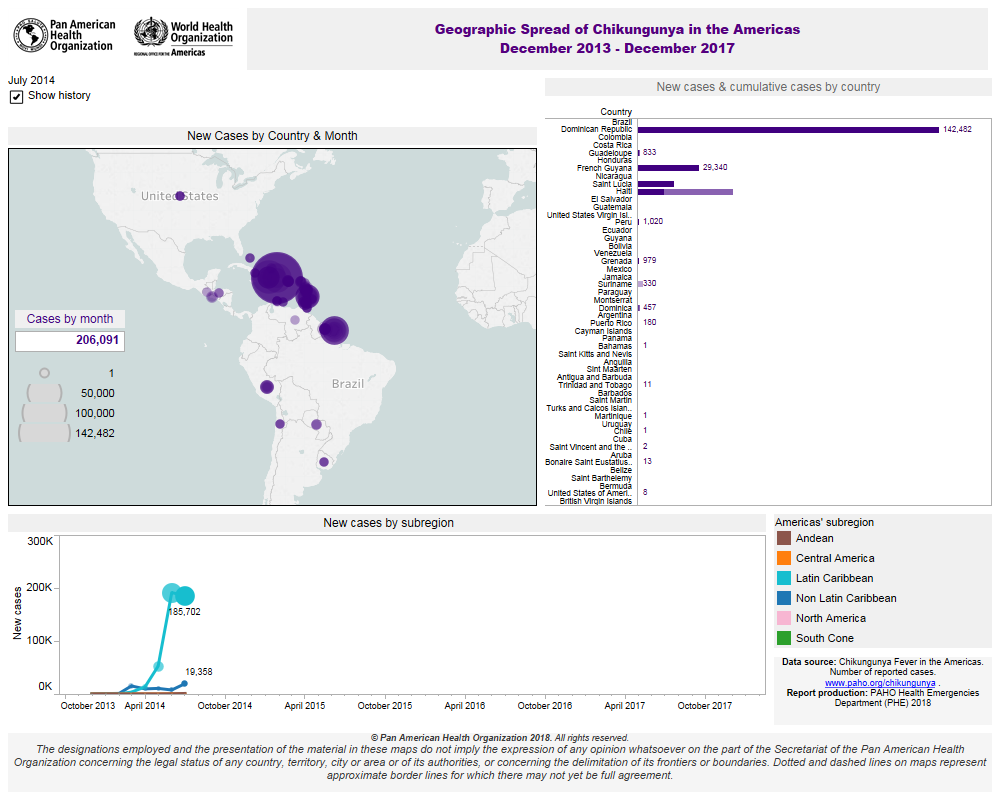 Pan American
Health
Organization
World Health
Organization
REGIONAL OFFICE FOR THE Americas
Geographic Spread of Chikungunya in the Americas
December 2013 - December 2017
July 2014
Show history
New Cases by Country & Month
United States
Brazil
Cases by month
206,091
1
50,000
100,000
142,482
New cases & cumulative cases by country
Country
Brazil
Dominican Republic 142,482
Colombia
Costa Rica
Guadeloupe 833
Honduras
French Guyana 29,340
Nicaragua
Saint Lucia
Haiti
El Salvador
Guatemala
United States Virgin Isl..
Peru 1,020
Ecuador
Guyana
Bolivia
Venezuela
Grenada 979
Mexico
Jamaica
Suriname 330
Paraguay
Montserrat
Dominica 457
Argentina
Puerto Rico 180
Cayman Islands
Panama
Bahamas 1
Saint Kitts and Nevis
Anguilla
Sint Maarten
Antigua and Barbuda
Trinidad and Tobago 11
Barbados
Saint Martin
Turks and Caicos Islan..
Martinique 1
Uruguay
Chile 1
Cuba
Saint Vincent and the .. 2
Aruba
Bonaire Saint Eustatius.. 13
Belize
Saint Barthelemy
Bermuda
United States of Ameri.. 8
British Virgin Islands
New cases by subregion
New cases
300K
200K
100K
0K
185,702
19,358
October 2013 April 2014 October 2014 April 2015 October 2015 April 2016 October 2016 April 2017 October 2017
Americas' subregion
Andean
Central America
Latin Caribbean
Non Latin Caribbean
North America
South Cone
Data source: Chikungunya Fever in the Americas.
Number of reported cases.
www.paho.org/chikungunya .
Report production: PAHO Health Emergencies
Department (PHE) 2018
© Pan American Health Organization 2018. All rights reserved.
The designations employed and the presentation of the material in these maps do not imply the expression of any opinion whatsoever on the part of the Secretariat of the Pan American Health
Organization concerning the legal status of any country, territory, city or area or of its authorities, or concerning the delimitation of its frontiers or boundaries. Dotted and dashed lines on maps represent
approximate border lines for which there may not yet be full agreement.